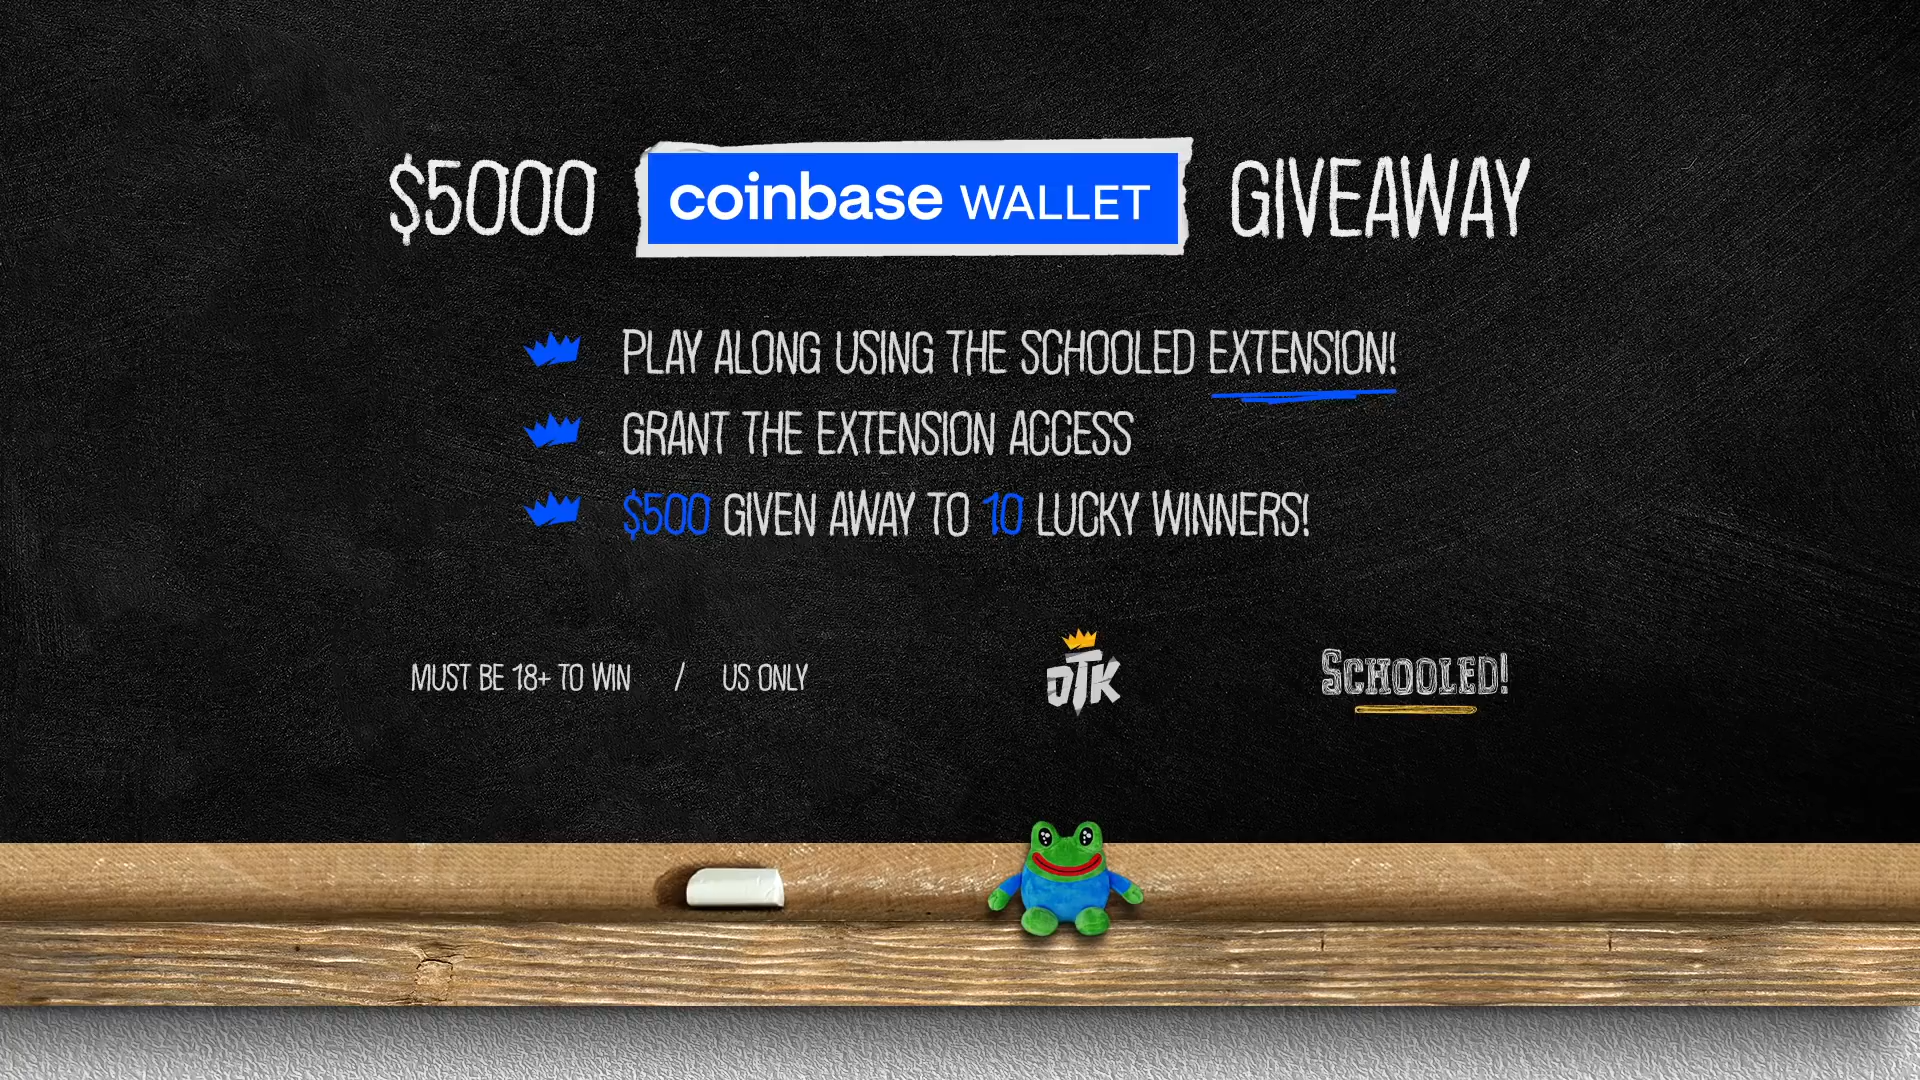 $5000 coinbase WALLET GIVEAWAY
PLAY ALONG USING THE SCHOOLED EXTENSION!
GRANT THE EXTENSION ACCESS
$500 GIVEN AWAY TO 10 LUCKY WINNERS!
MUST BE 18+ TO WIN / US ONLY
OTK
SCHOOLED!